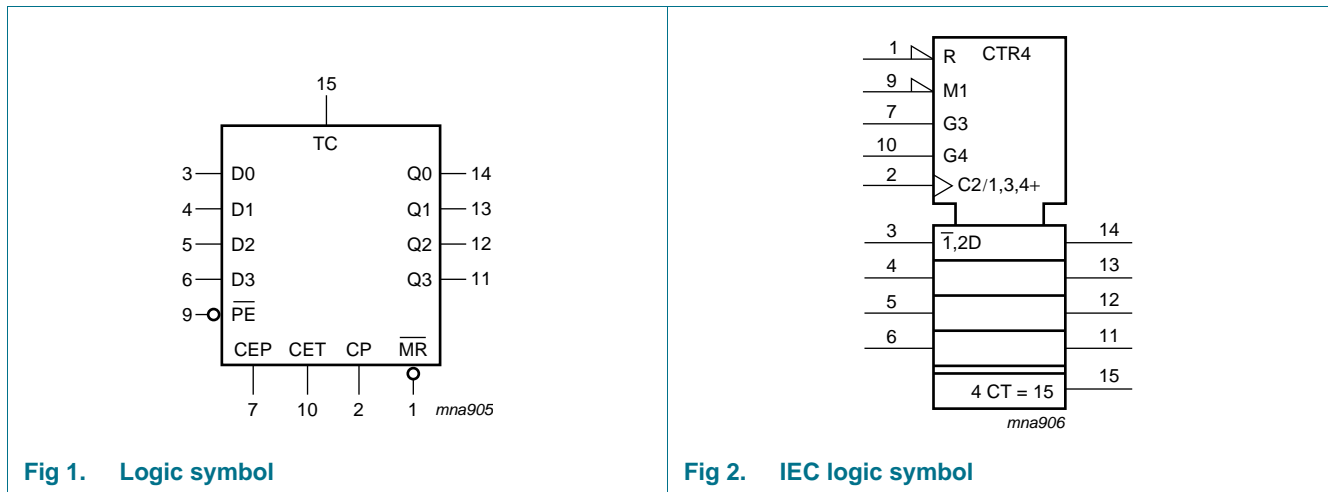 15
TC
3 D0 Q0 14
4 D1 Q1 13
5 D2 Q2 12
6 D3 Q3 11
9 P̅E̅
CEP CET CP M̅R̅
7 10 2 1 mna905
Fig 1. Logic symbol
1 R CTR4
9 M1
7 G3
10 G4
2 C2/1,3,4+
3 1̅,2D 14
4 13
5 12
6 11
4 CT = 15 15
mna906
Fig 2. IEC logic symbol